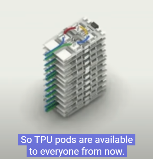 So TPU pods are available
to everyone from now.